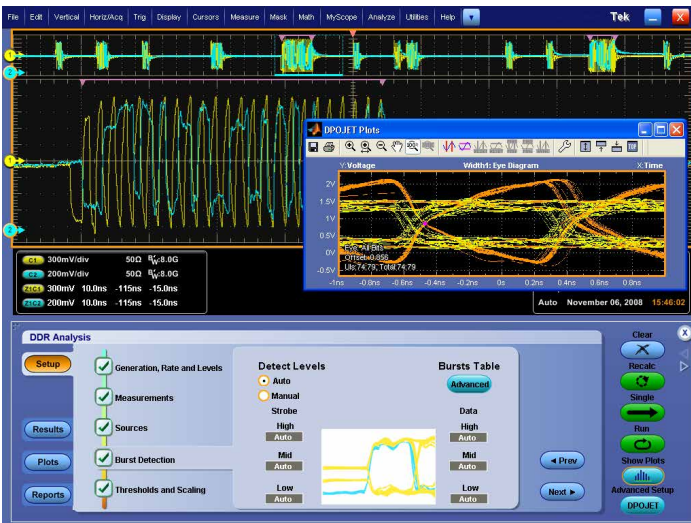 File Edit Vertical Horiz/Acq Trig Display Cursors Measure Mask Math MyScope Analyze Utilities Help Tek X
1
2
1
2
DPOJET Plots
Y:Voltage Width1: Eye Diagram X:Time
2V
1.5V
1V
0.5V
0V
-0.5V
Eye: All Bits
Offset: 0.856
UIs:74.79, Total:74.79
-1ns -0.8ns -0.6ns -0.4ns -0.2ns 0s 0.2ns 0.4ns 0.6ns 0.8ns
C1 300mV/div 50Ω BW:8.0G
C2 200mV/div 50Ω BW:8.0G
Z1C1 300mV 10.0ns -115ns -15.0ns
Z1C2 200mV 10.0ns -115ns -15.0ns
Auto November 06, 2008 15:46:02
DDR Analysis
Setup
Results
Plots
Reports
Generation, Rate and Levels
Measurements
Sources
Burst Detection
Thresholds and Scaling
Detect Levels
Auto
Manual
Strobe
High
Auto
Mid
Auto
Low
Auto
Bursts Table
Advanced
Data
High
Auto
Mid
Auto
Low
Auto
Prev
Next
Clear
X
Recalc
Single
Run
Show Plots
Advanced Setup
DPOJET